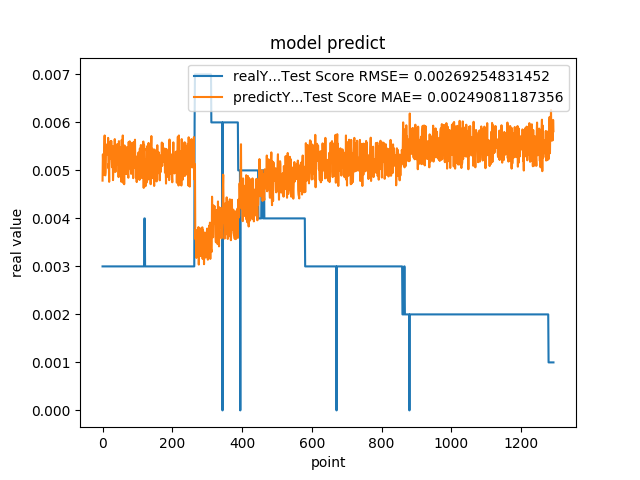 model predict
realY...Test Score RMSE= 0.00269254831452
predictY...Test Score MAE= 0.00249081187356
real value
0.007
0.006
0.005
0.004
0.003
0.002
0.001
0.000
0 200 400 600 800 1000 1200
point